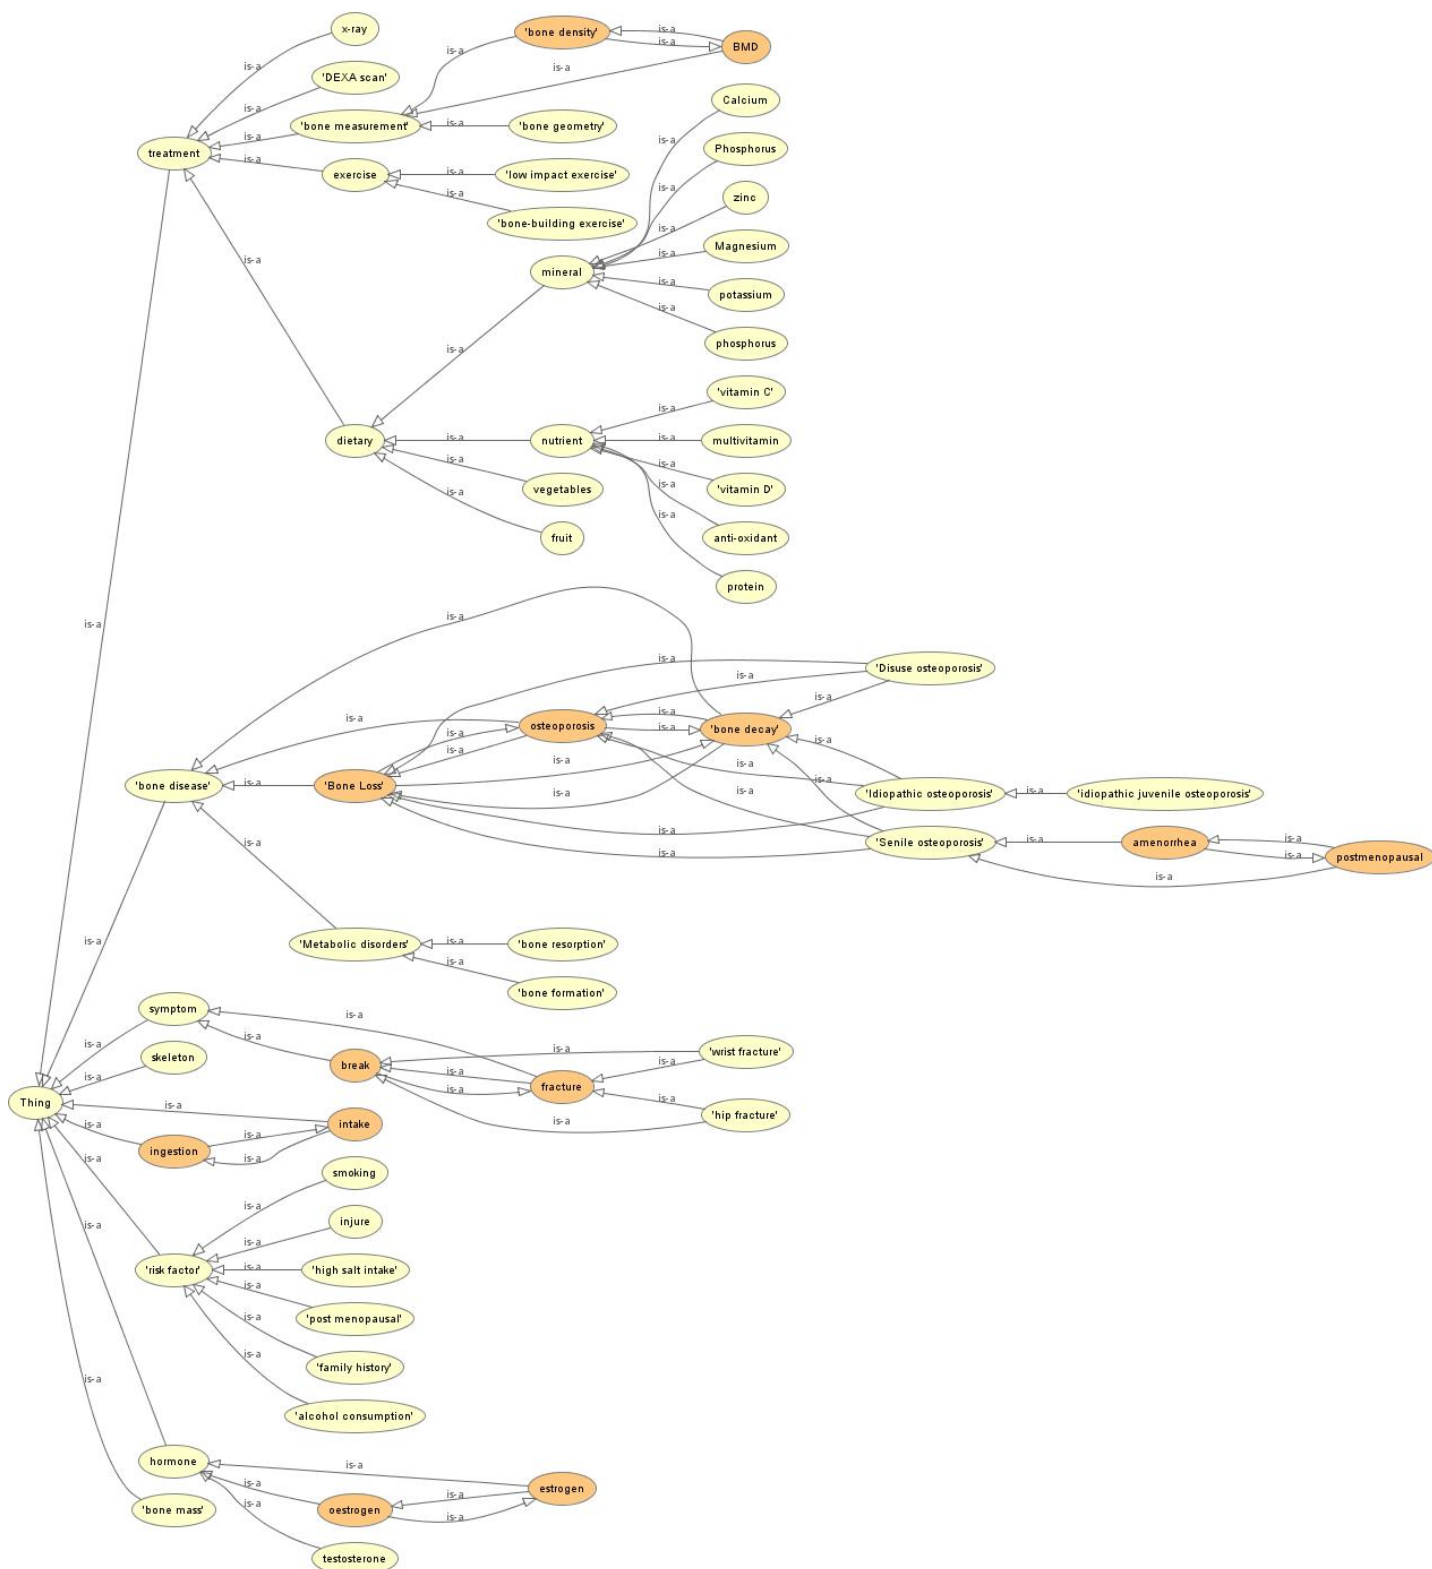 x-ray
'bone density'
is-a
is-a
BMD
is-a
is-a
'DEXA scan'
is-a
is-a
Calcium
'bone measurement'
is-a
'bone geometry'
is-a
is-a
treatment
Phosphorus
is-a
exercise
is-a
'low impact exercise'
is-a
is-a
zinc
'bone-building exercise'
is-a
Magnesium
is-a
is-a
mineral
is-a
potassium
is-a
phosphorus
is-a
'vitamin C'
is-a
dietary
is-a
nutrient
is-a
multivitamin
is-a
is-a
vegetables
'vitamin D'
is-a
is-a
is-a
fruit
anti-oxidant
protein
is-a
is-a
is-a
'Disuse osteoporosis'
is-a
is-a
is-a
is-a
osteoporosis
is-a
'bone decay'
is-a
is-a
is-a
is-a
is-a
'bone disease'
is-a
'Bone Loss'
is-a
is-a
is-a
'Idiopathic osteoporosis'
is-a
'idiopathic juvenile osteoporosis'
is-a
is-a
'Senile osteoporosis'
is-a
amenorrhea
is-a
is-a
postmenopausal
is-a
is-a
is-a
'Metabolic disorders'
is-a
'bone resorption'
is-a
'bone formation'
symptom
is-a
is-a
is-a
is-a
'wrist fracture'
skeleton
is-a
break
is-a
is-a
is-a
fracture
Thing
is-a
is-a
'hip fracture'
is-a
is-a
intake
is-a
is-a
ingestion
is-a
is-a
smoking
is-a
injure
is-a
is-a
'risk factor'
is-a
'high salt intake'
is-a
'post menopausal'
is-a
'family history'
is-a
is-a
'alcohol consumption'
hormone
is-a
is-a
is-a
estrogen
'bone mass'
is-a
oestrogen
is-a
testosterone